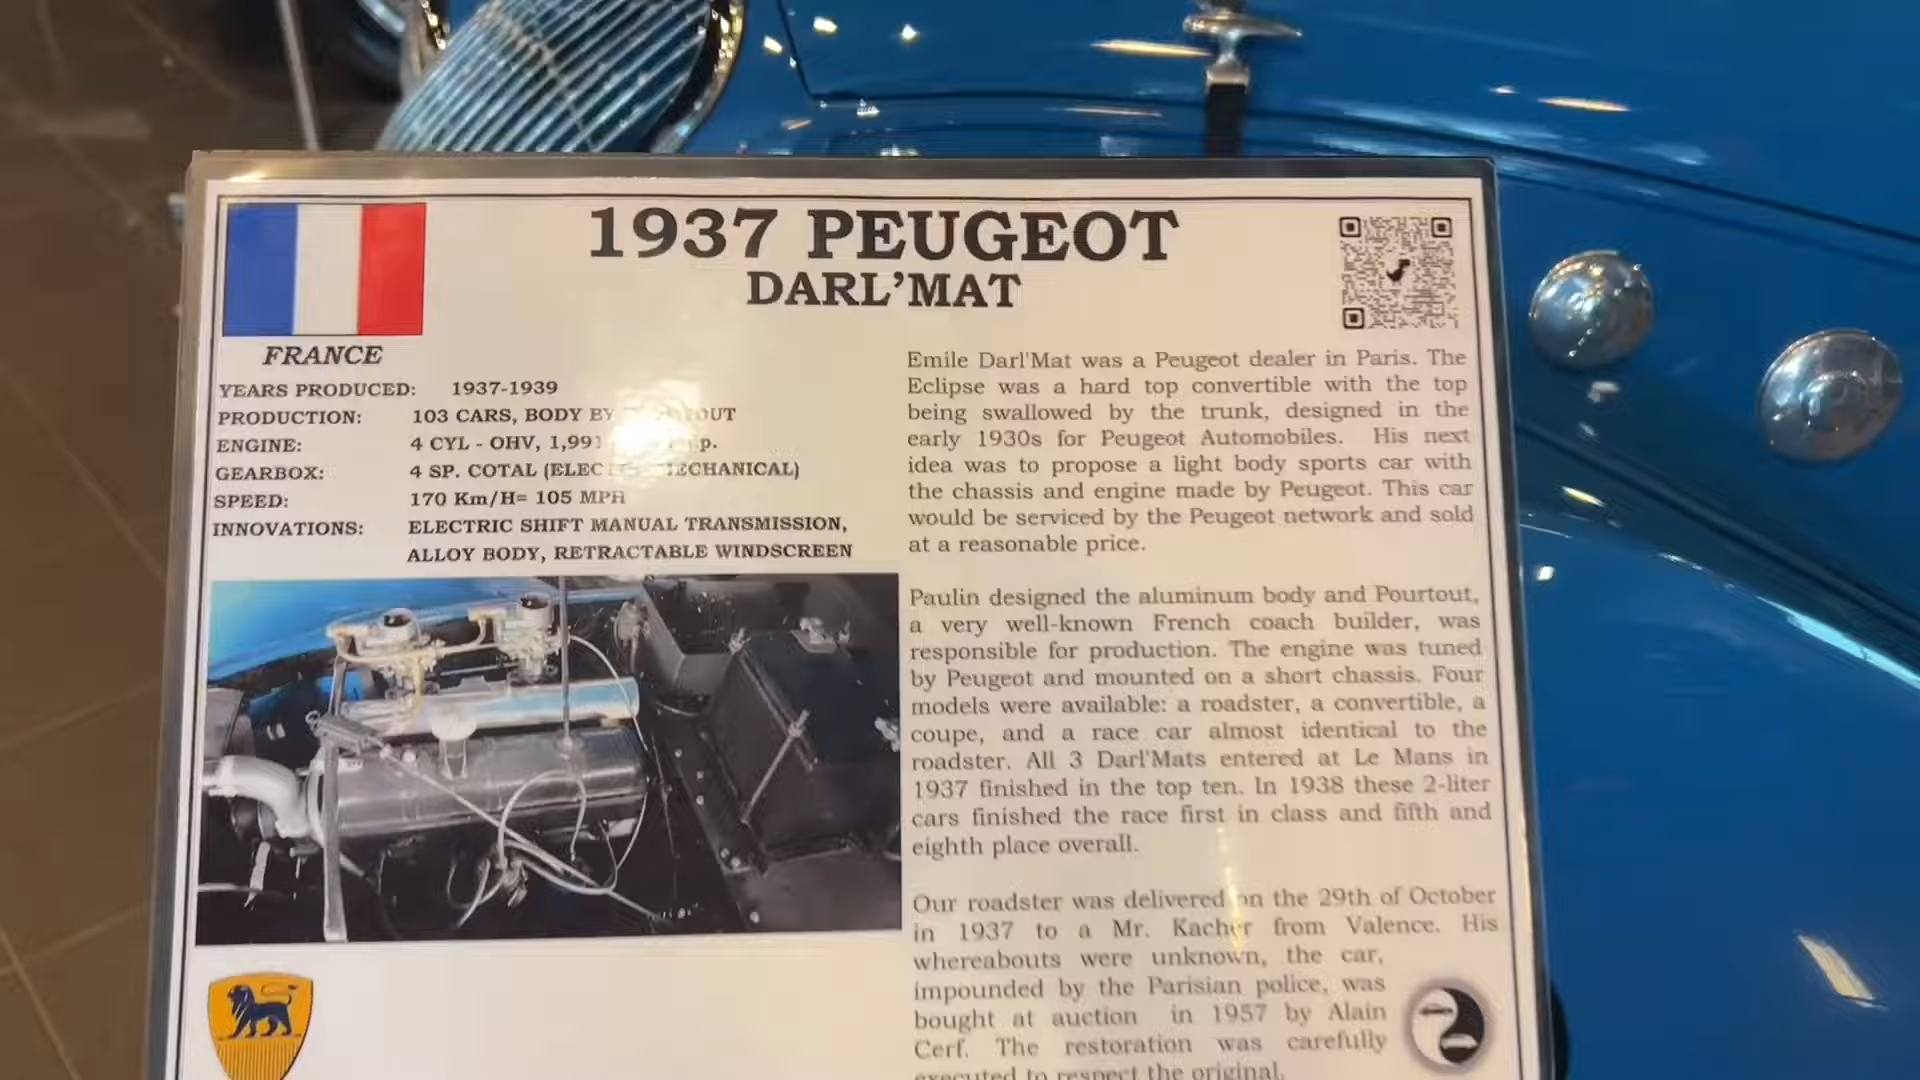 1937 PEUGEOT
DARL'MAT
FRANCE
YEARS PRODUCED: 1937-1939
PRODUCTION: 103 CARS, BODY BY OUT
ENGINE: 4 CYL - OHV, 1,991 p.
GEARBOX: 4 SP. COTAL (ELEC MECHANICAL)
SPEED: 170 Km/H= 105 MPH
INNOVATIONS: ELECTRIC SHIFT MANUAL TRANSMISSION,
ALLOY BODY, RETRACTABLE WINDSCREEN
Emile Darl'Mat was a Peugeot dealer in Paris. The
Eclipse was a hard top convertible with the top
being swallowed by the trunk, designed in the
early 1930s for Peugeot Automobiles. His next
idea was to propose a light body sports car with
the chassis and engine made by Peugeot. This car
would be serviced by the Peugeot network and sold
at a reasonable price.
Paulin designed the aluminum body and Pourtout,
a very well-known French coach builder, was
responsible for production. The engine was tuned
by Peugeot and mounted on a short chassis. Four
models were available: a roadster, a convertible, a
coupe, and a race car almost identical to the
roadster. All 3 Darl'Mats entered at Le Mans in
1937 finished in the top ten. In 1938 these 2-liter
cars finished the race first in class and fifth and
eighth place overall.
Our roadster was delivered on the 29th of October
in 1937 to a Mr. Kacher from Valence. His
whereabouts were unknown, the car,
impounded by the Parisian police, was
bought at auction in 1957 by Alain
Cerf. The restoration was carefully
executed to respect the original.